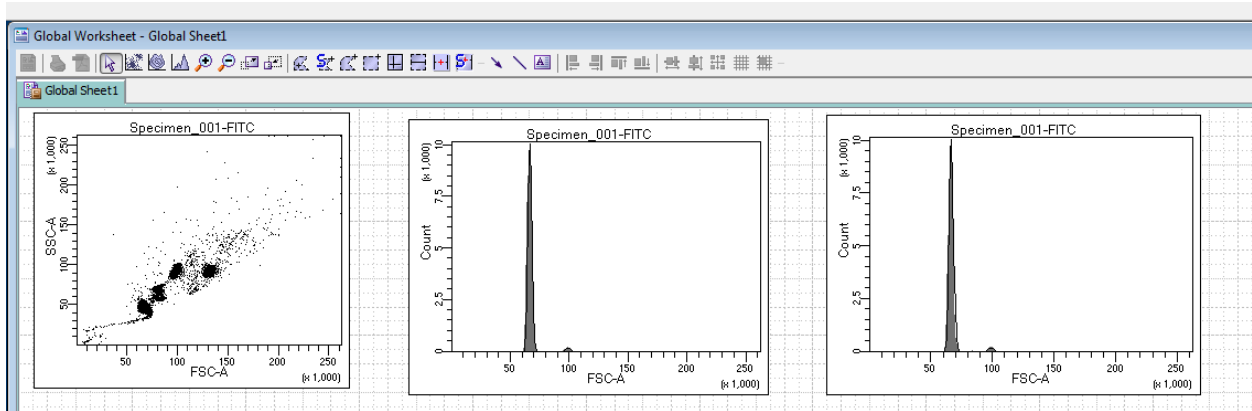 Global Worksheet - Global Sheet1
Global Sheet1
Specimen_001-FITC
(x 1,000)
SSC-A
250
200
150
100
50
50 100 150 200 250
FSC-A
(x 1,000)
Specimen_001-FITC
(x 1,000)
Count
10
7.5
5
2.5
0
50 100 150 200 250
FSC-A
(x 1,000)
Specimen_001-FITC
(x 1,000)
Count
10
7.5
5
2.5
0
50 100 150 200 250
FSC-A
(x 1,000)